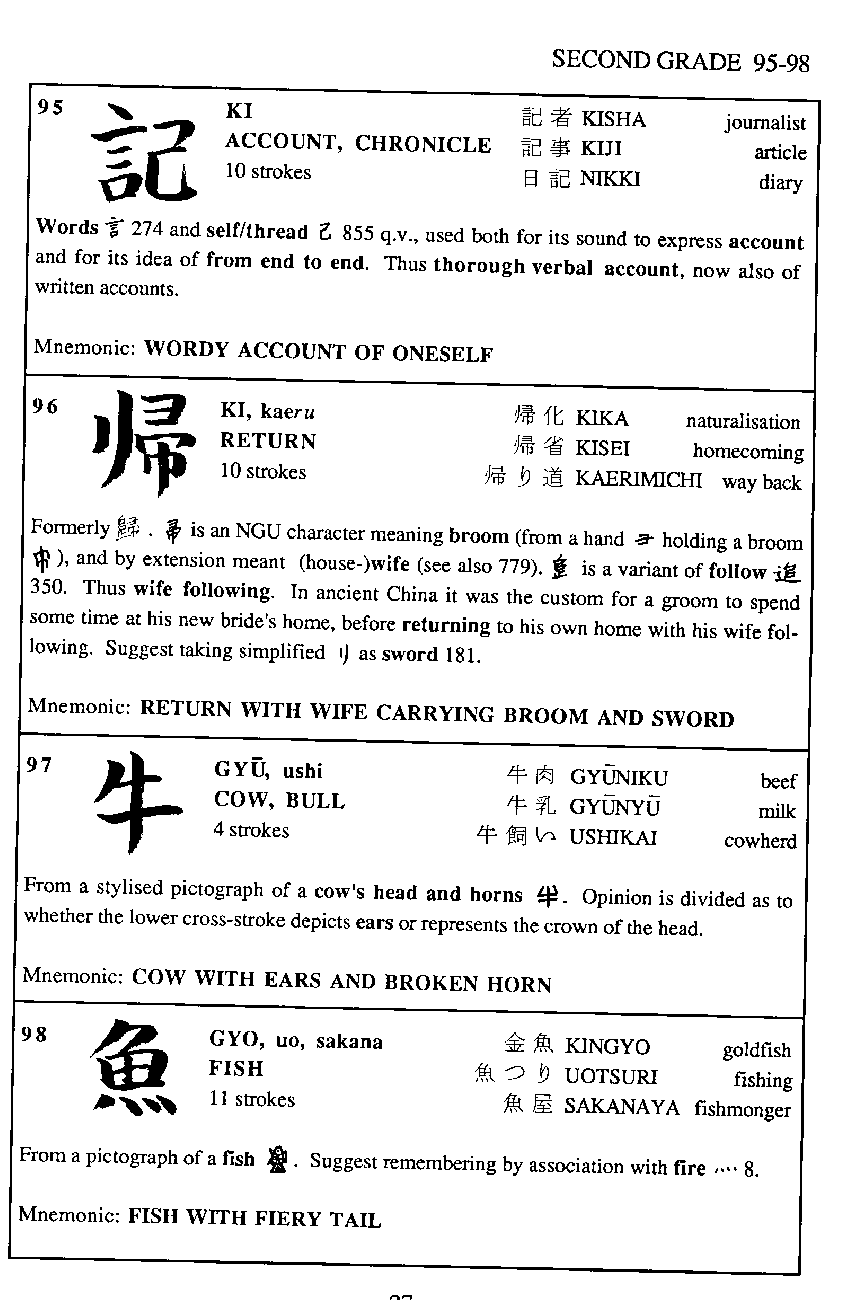 SECOND GRADE 95-98
95
記
KI
ACCOUNT, CHRONICLE
10 strokes
記者 KISHA journalist
記事 KIJI article
日記 NIKKI diary
Words 言 274 and self/thread 己 855 q.v., used both for its sound to express account
and for its idea of from end to end. Thus thorough verbal account, now also of
written accounts.
Mnemonic: WORDY ACCOUNT OF ONESELF
96
帰
KI, kaeru
RETURN
10 strokes
帰化 KIKA naturalisation
帰省 KISEI homecoming
帰り道 KAERIMICHI way back
Formerly 歸. 帚 is an NGU character meaning broom (from a hand ヨ holding a broom
), and by extension meant (house-)wife (see also 779). is a variant of follow 追
350. Thus wife following. In ancient China it was the custom for a groom to spend
some time at his new bride's home, before returning to his own home with his wife fol-
lowing. Suggest taking simplified 刂 as sword 181.
Mnemonic: RETURN WITH WIFE CARRYING BROOM AND SWORD
97
牛
GYŪ, ushi
COW, BULL
4 strokes
牛肉 GYŪNIKU beef
牛乳 GYŪNYŪ milk
牛飼い USHIKAI cowherd
From a stylised pictograph of a cow's head and horns . Opinion is divided as to
whether the lower cross-stroke depicts ears or represents the crown of the head.
Mnemonic: COW WITH EARS AND BROKEN HORN
98
魚
GYO, uo, sakana
FISH
11 strokes
金魚 KINGYO goldfish
魚つり UOTSURI fishing
魚屋 SAKANAYA fishmonger
From a pictograph of a fish . Suggest remembering by association with fire 灬 8.
Mnemonic: FISH WITH FIERY TAIL